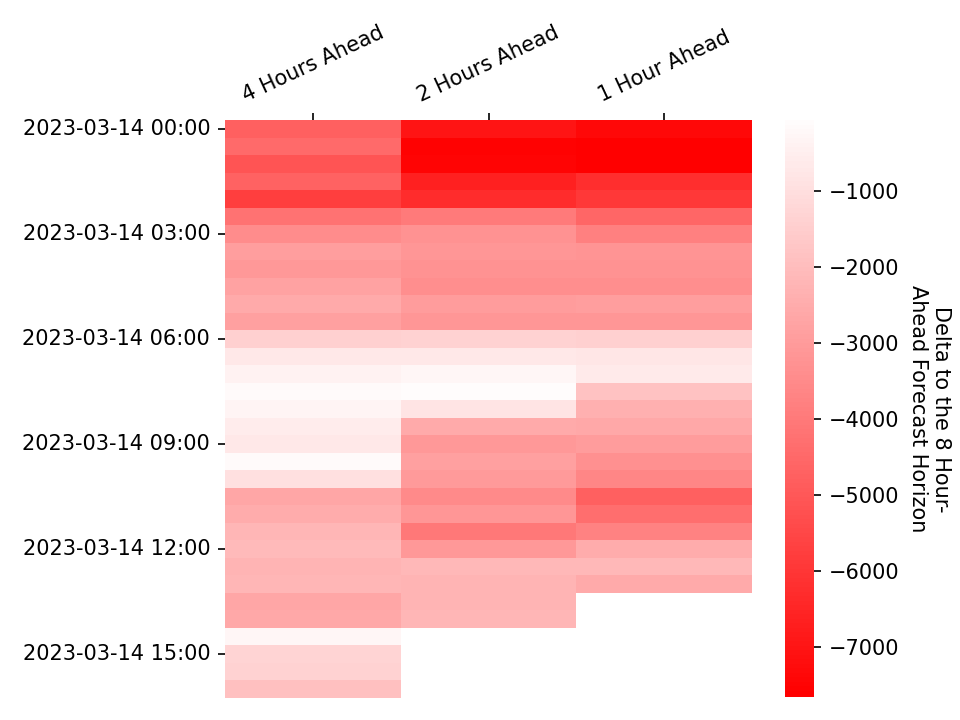 4 Hours Ahead
2 Hours Ahead
1 Hour Ahead
2023-03-14 00:00
2023-03-14 03:00
2023-03-14 06:00
2023-03-14 09:00
2023-03-14 12:00
2023-03-14 15:00
−1000
−2000
−3000
−4000
−5000
−6000
−7000
Delta to the 8 Hour-
Ahead Forecast Horizon